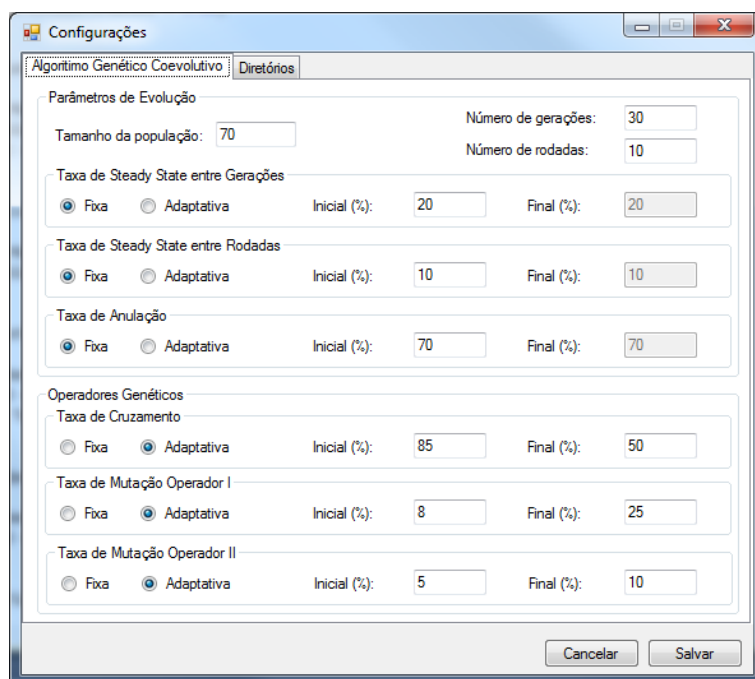 Configurações
Algoritimo Genético Coevolutivo Diretórios
Parâmetros de Evolução
Tamanho da população: 70 Número de gerações: 30
Número de rodadas: 10
Taxa de Steady State entre Gerações
Fixa Adaptativa Inicial (%): 20 Final (%): 20
Taxa de Steady State entre Rodadas
Fixa Adaptativa Inicial (%): 10 Final (%): 10
Taxa de Anulação
Fixa Adaptativa Inicial (%): 70 Final (%): 70
Operadores Genéticos
Taxa de Cruzamento
Fixa Adaptativa Inicial (%): 85 Final (%): 50
Taxa de Mutação Operador I
Fixa Adaptativa Inicial (%): 8 Final (%): 25
Taxa de Mutação Operador II
Fixa Adaptativa Inicial (%): 5 Final (%): 10
Cancelar Salvar